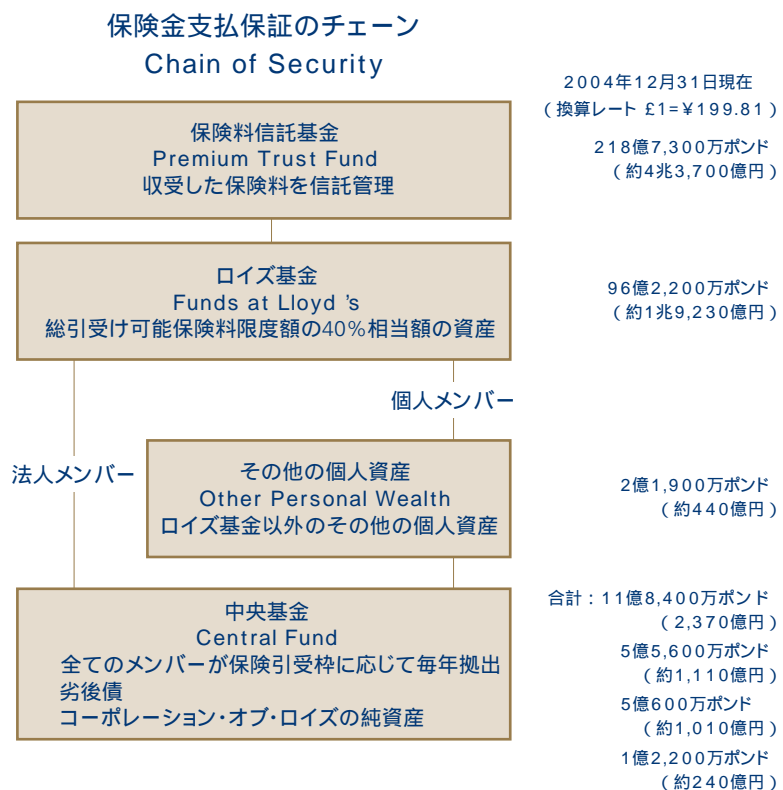 保険金支払保証のチェーン
Chain of Security
2004年12月31日現在
(換算レート £1=¥199.81)
保険料信託基金
Premium Trust Fund
収受した保険料を信託管理
218億7,300万ポンド
(約4兆3,700億円)
ロイズ基金
Funds at Lloyd 's
総引受け可能保険料限度額の40%相当額の資産
96億2,200万ポンド
(約1兆9,230億円)
個人メンバー
法人メンバー
その他の個人資産
Other Personal Wealth
ロイズ基金以外のその他の個人資産
2億1,900万ポンド
(約440億円)
中央基金
Central Fund
全てのメンバーが保険引受枠に応じて毎年拠出
劣後債
コーポレーション・オブ・ロイズの純資産
合計:11億8,400万ポンド
(2,370億円)
5億5,600万ポンド
(約1,110億円)
5億600万ポンド
(約1,010億円)
1億2,200万ポンド
(約240億円)